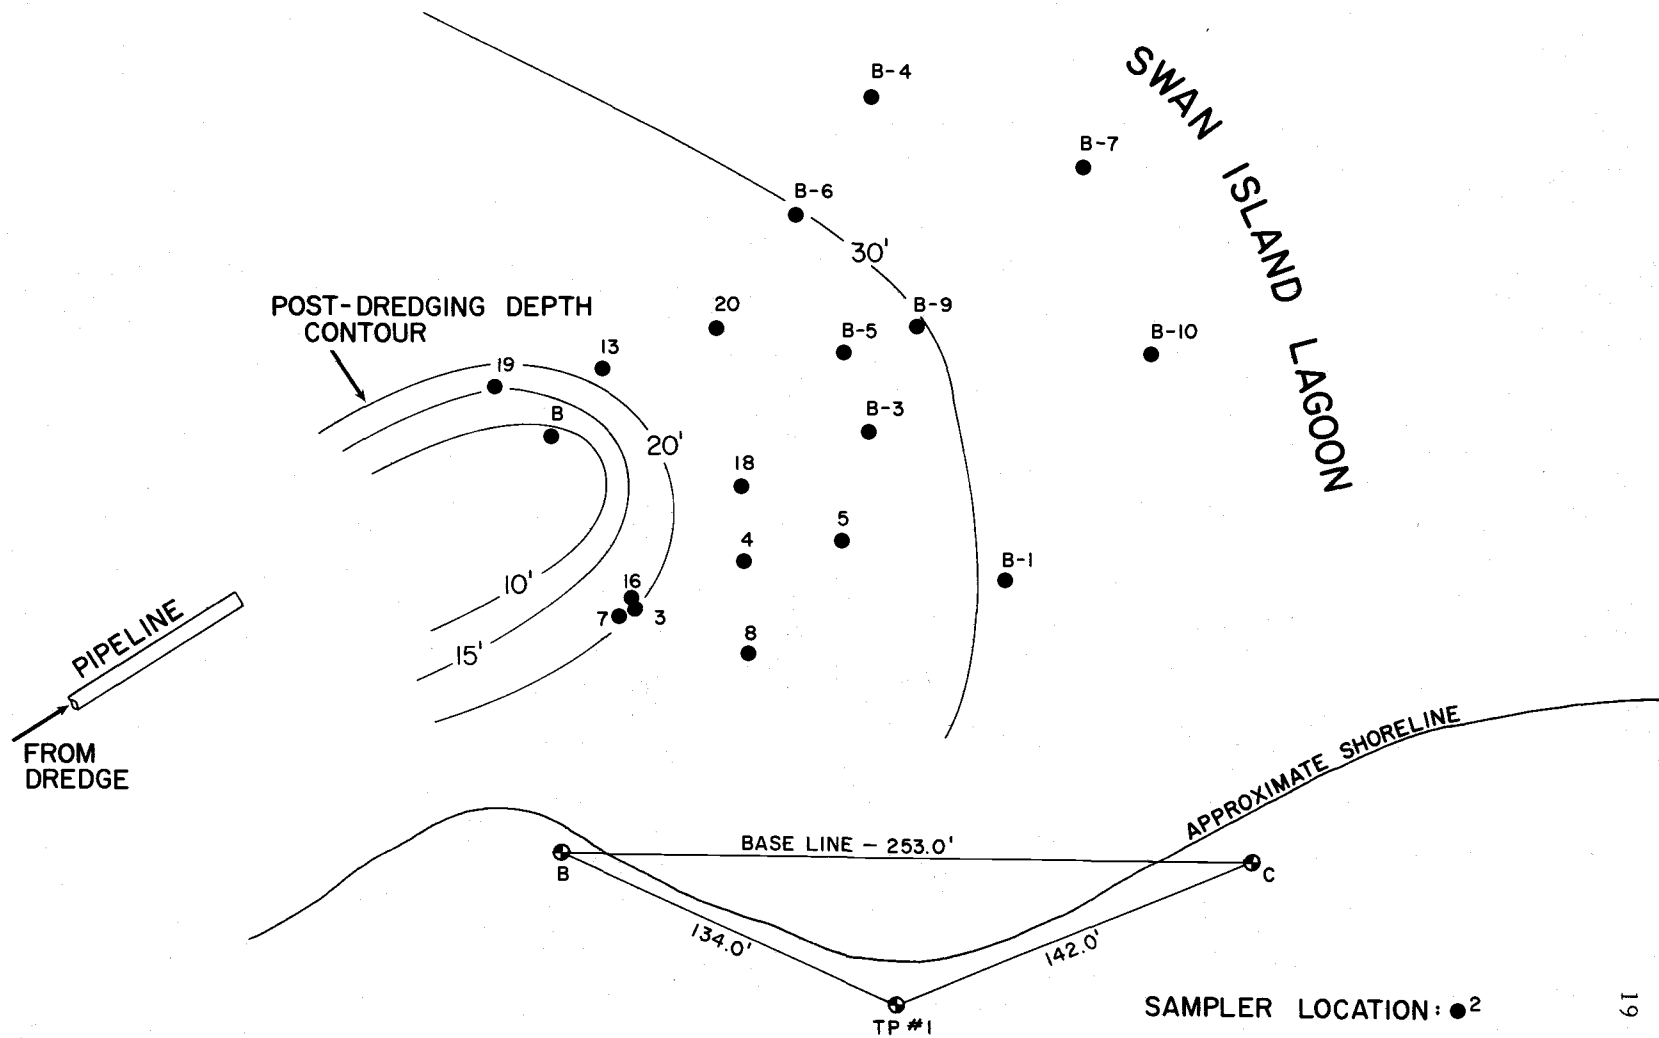 B-4
SWAN ISLAND LAGOON
B-7
B-6
30'
POST-DREDGING DEPTH
CONTOUR
20
B-9
B-5
B-10
13
19
B
B-3
20'
18
5
4
B-1
10'
16
7
3
8
15'
PIPELINE
FROM
DREDGE
APPROXIMATE SHORELINE
BASE LINE - 253.0'
B
C
134.0'
142.0'
TP #1
SAMPLER LOCATION: 2
19